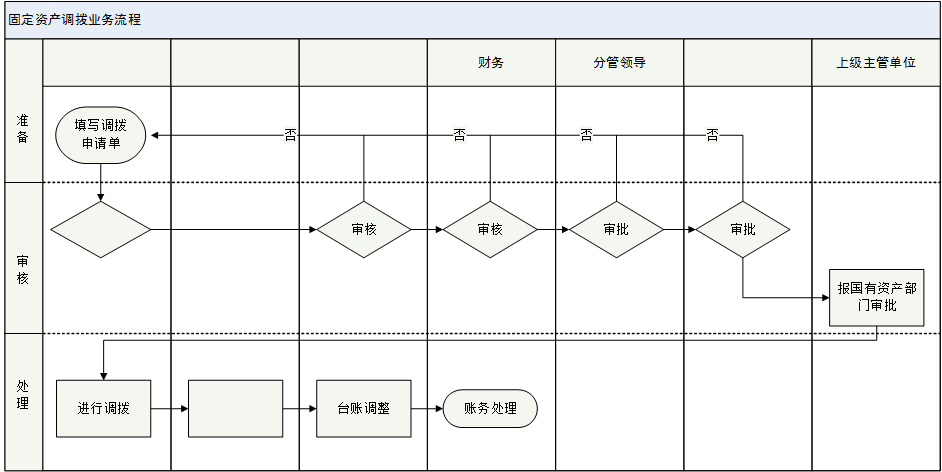 固定资产调拨业务流程
财务
分管领导
上级主管单位
准
备
填写调拨
申请单
否
否
否
否
审
核
审核
审核
审批
审批
报国有资产部
门审批
处
理
进行调拨
台账调整
账务处理